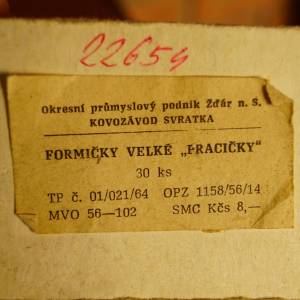 22654
Okresní průmyslový podnik Žďár n. S.
KOVOZÁVOD SVRATKA
FORMIČKY VELKÉ „PRACIČKY"
30 ks
TP č. 01/021/64 OPZ 1158/56/14
MVO 56—102 SMC Kčs 8,—